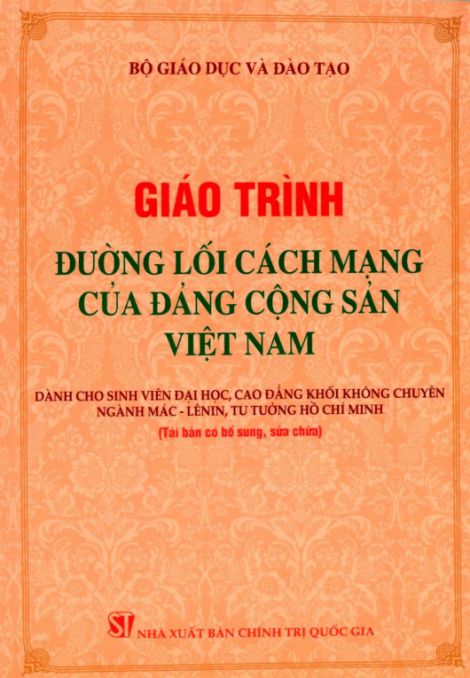 BỘ GIÁO DỤC VÀ ĐÀO TẠO
GIÁO TRÌNH
ĐƯỜNG LỐI CÁCH MẠNG
CỦA ĐẢNG CỘNG SẢN
VIỆT NAM
DÀNH CHO SINH VIÊN ĐẠI HỌC, CAO ĐẲNG KHỐI KHÔNG CHUYÊN
NGÀNH MÁC - LÊNIN, TƯ TƯỞNG HỒ CHÍ MINH
(Tái bản có bổ sung, sửa chữa)
ST NHÀ XUẤT BẢN CHÍNH TRỊ QUỐC GIA